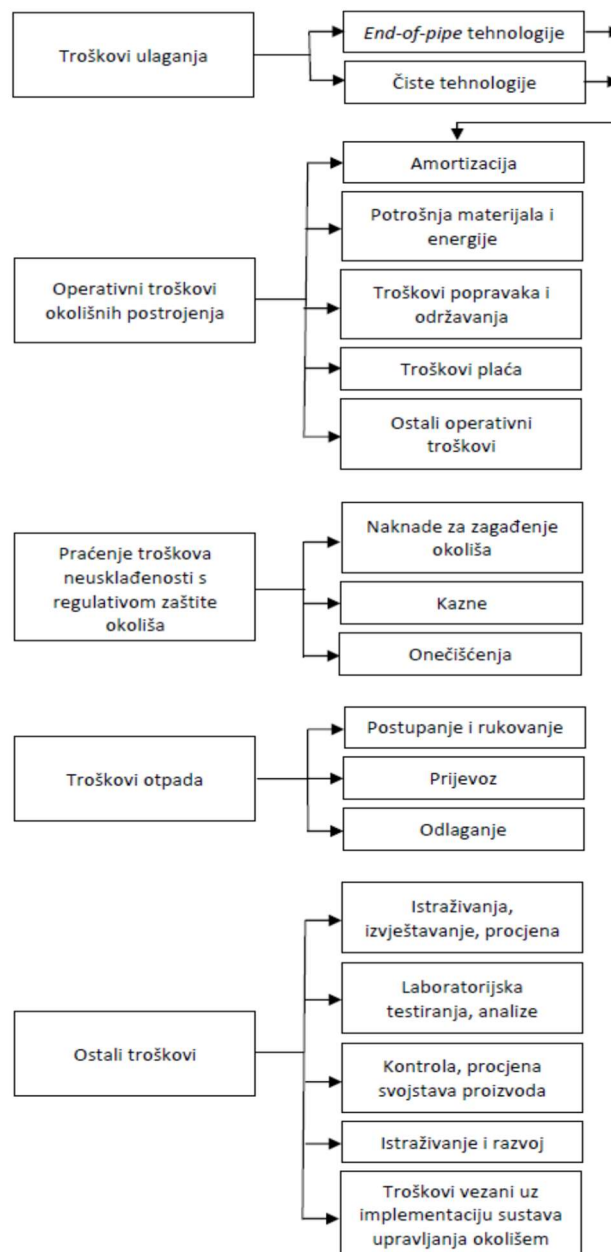 Troškovi ulaganja
End-of-pipe tehnologije
Čiste tehnologije
Operativni troškovi
okolišnih postrojenja
Amortizacija
Potrošnja materijala i
energije
Troškovi popravaka i
održavanja
Troškovi plaća
Ostali operativni
troškovi
Praćenje troškova
neusklađenosti s
regulativom zaštite
okoliša
Naknade za zagađenje
okoliša
Kazne
Onečišćenja
Troškovi otpada
Postupanje i rukovanje
Prijevoz
Odlaganje
Ostali troškovi
Istraživanja,
izvještavanje, procjena
Laboratorijska
testiranja, analize
Kontrola, procjena
svojstava proizvoda
Istraživanje i razvoj
Troškovi vezani uz
implementaciju sustava
upravljanja okolišem